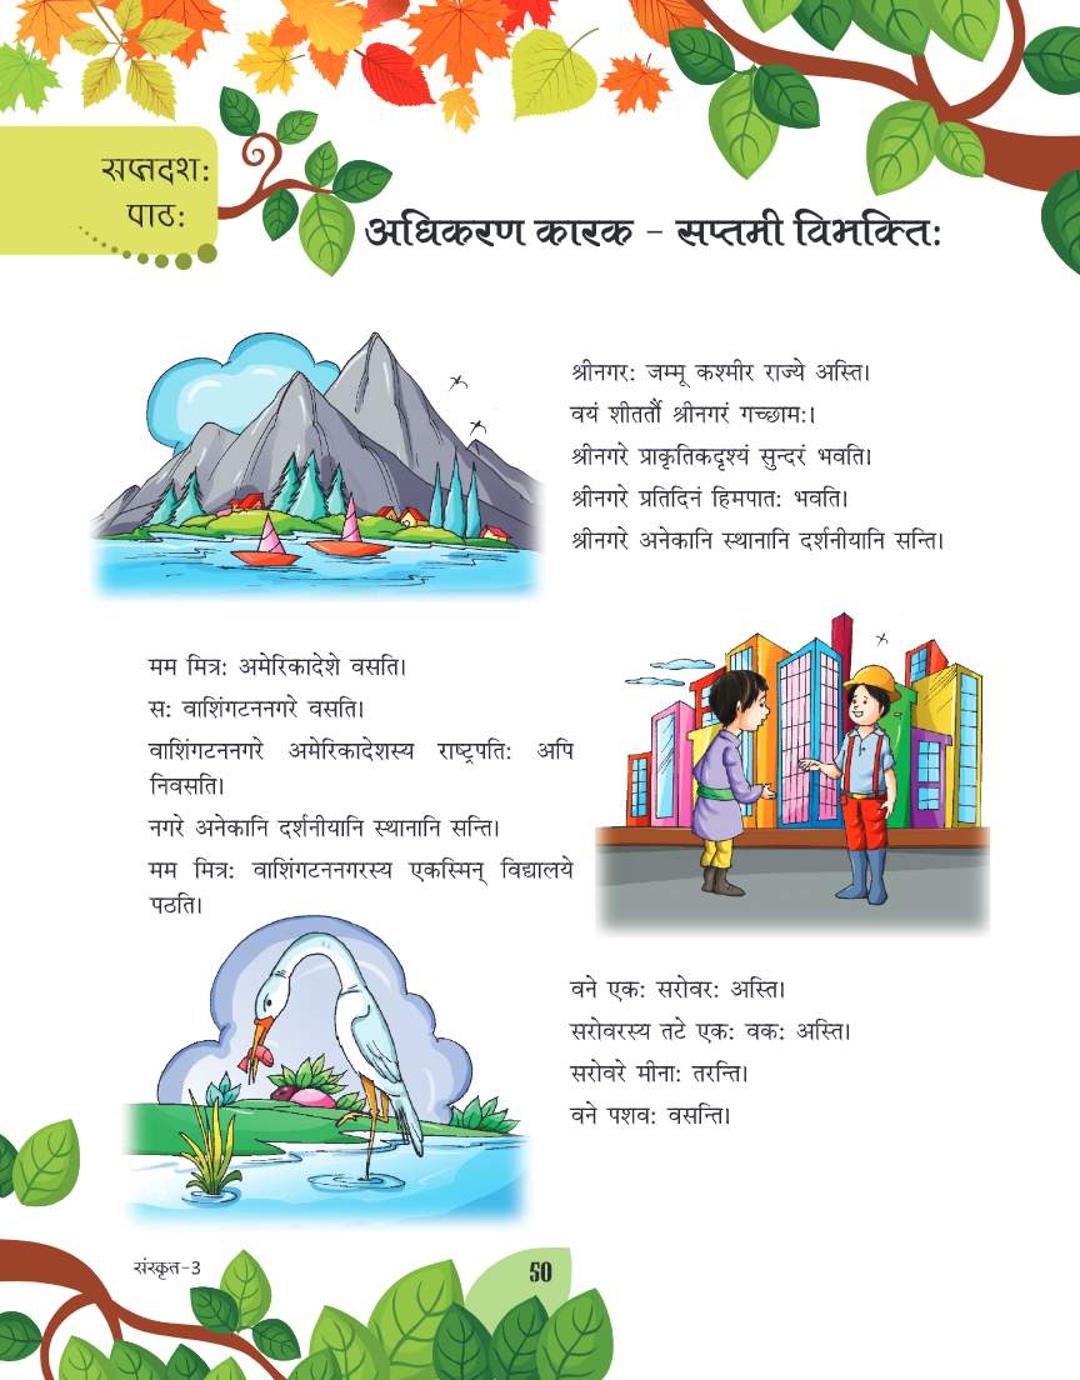 सप्तदशः
पाठः
अधिकरण कारक – सप्तमी विभक्तिः
श्रीनगरः जम्मू कश्मीर राज्ये अस्ति।
वयं शीतर्तौ श्रीनगरं गच्छामः।
श्रीनगरे प्राकृतिकदृश्यं सुन्दरं भवति।
श्रीनगरे प्रतिदिनं हिमपातः भवति।
श्रीनगरे अनेकानि स्थानानि दर्शनीयानि सन्ति।
मम मित्रः अमेरिकादेशे वसति।
सः वाशिंगटननगरे वसति।
वाशिंगटननगरे अमेरिकादेशस्य राष्ट्रपतिः अपि
निवसति।
नगरे अनेकानि दर्शनीयानि स्थानानि सन्ति।
मम मित्रः वाशिंगटननगरस्य एकस्मिन् विद्यालये
पठति।
वने एकः सरोवरः अस्ति।
सरोवरस्य तटे एकः वकः अस्ति।
सरोवरे मीनाः तरन्ति।
वने पशवः वसन्ति।
संस्कृत-3
50